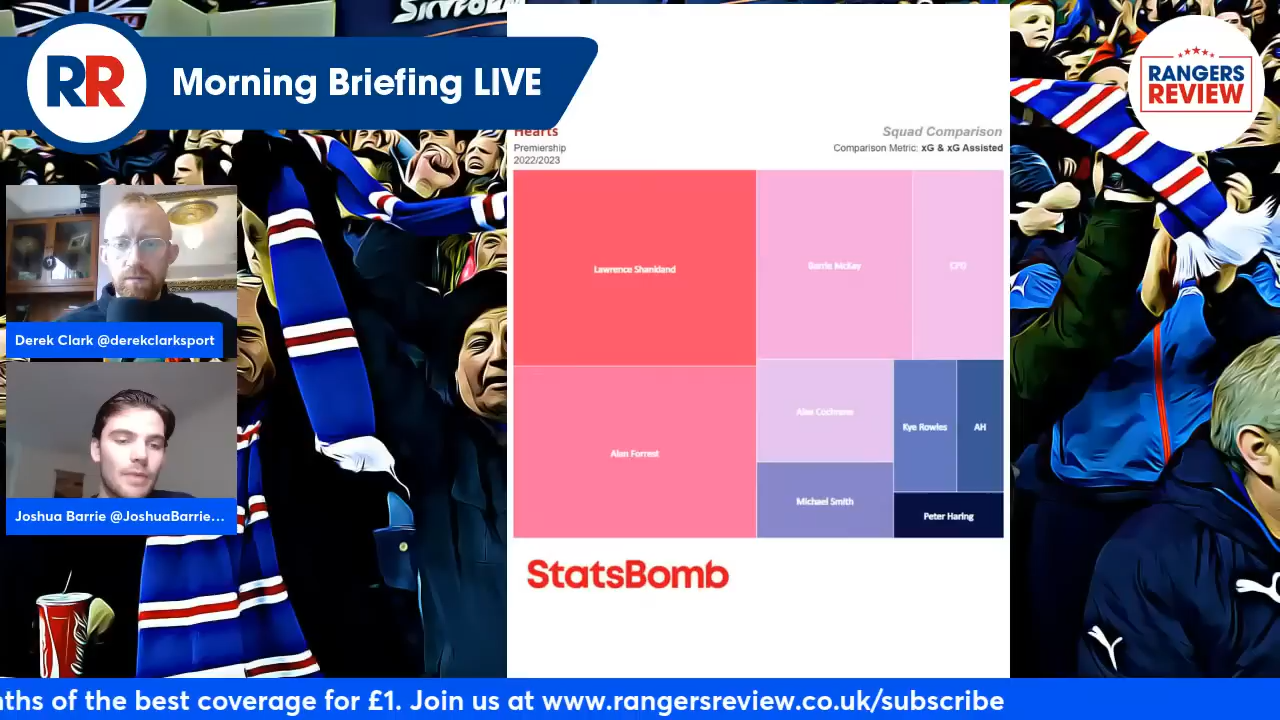 SKYFORM
RR
Morning Briefing LIVE
RANGERS
REVIEW
Hearts
Premiership
2022/2023
Squad Comparison
Comparison Metric: xG & xG Assisted
Lawrence Shankland
Barrie McKay
CPD
Alan Forrest
Alex Cochrane
Michael Smith
Kye Rowles
AH
Peter Haring
StatsBomb
Derek Clark @derekclarksport
Joshua Barrie @JoshuaBarrie…
nths of the best coverage for £1. Join us at www.rangersreview.co.uk/subscribe